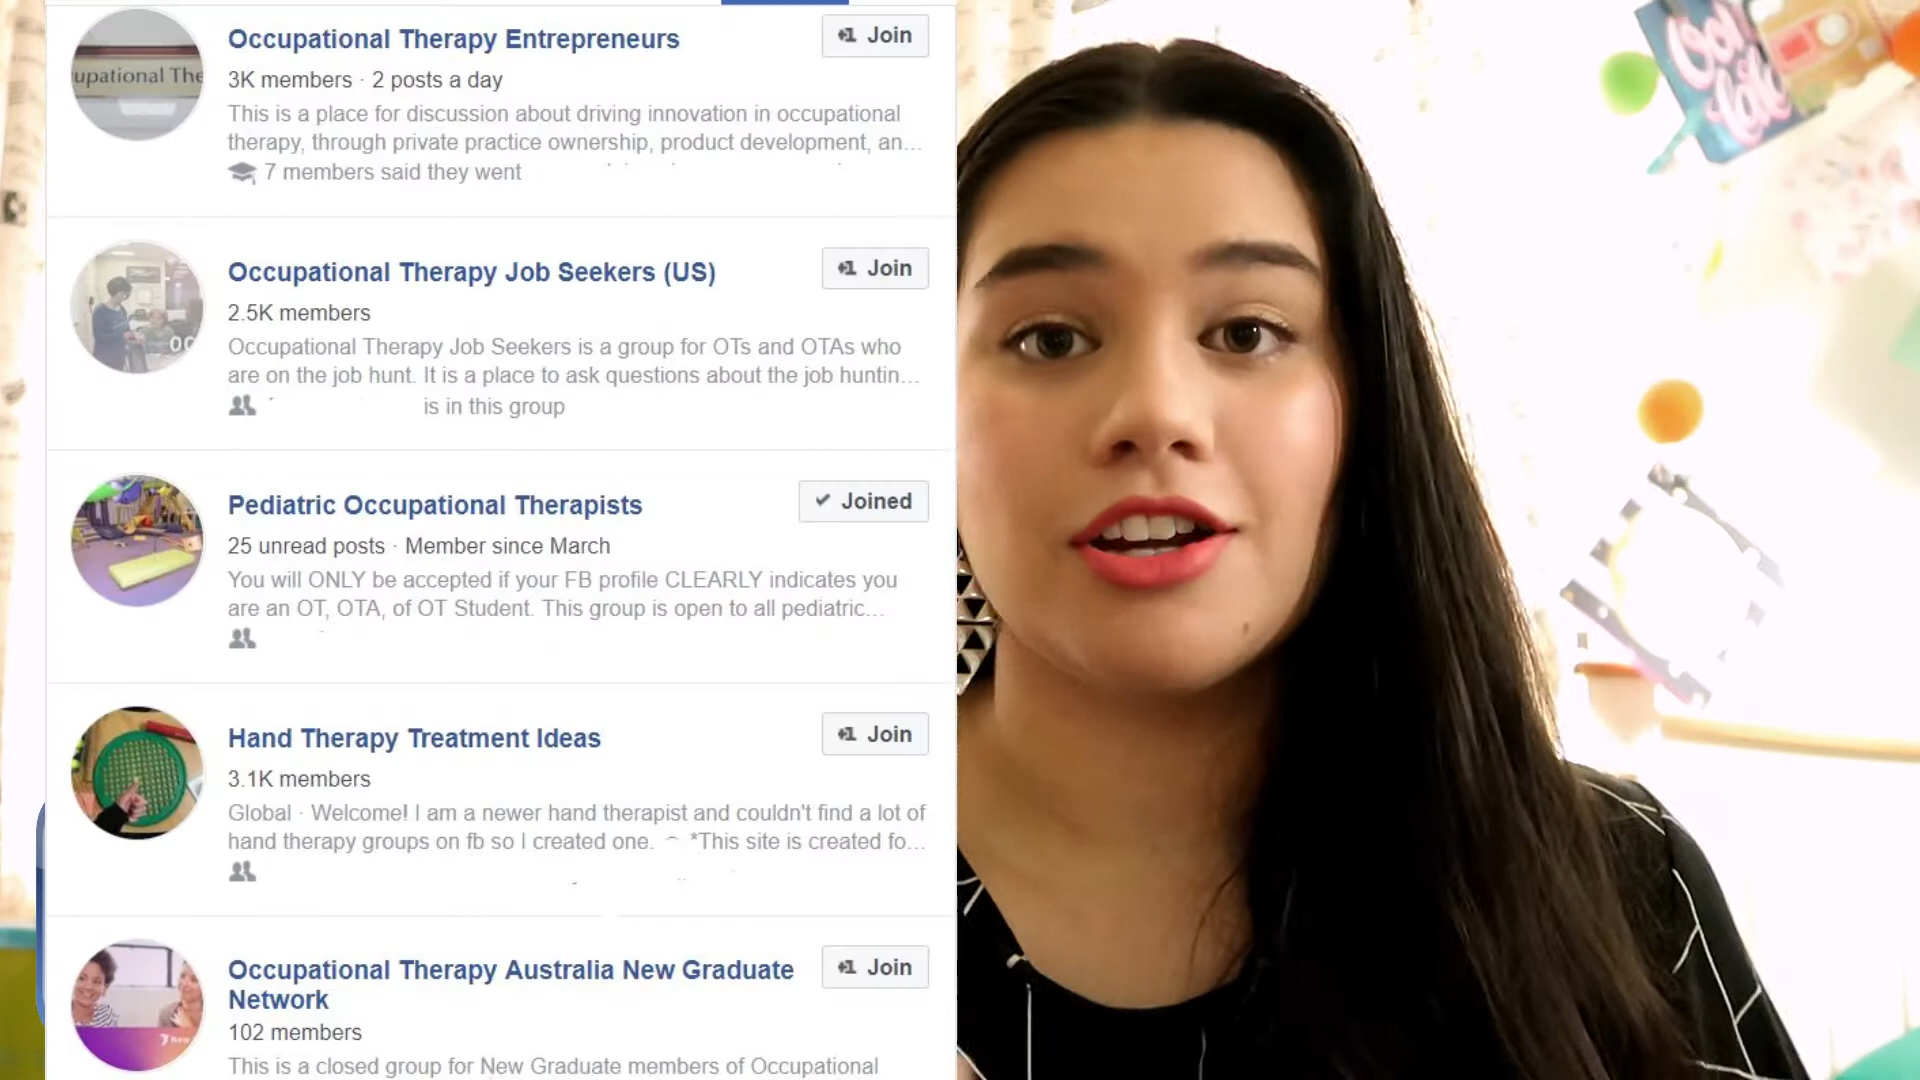 Occupational Therapy Entrepreneurs
Join
3K members · 2 posts a day
This is a place for discussion about driving innovation in occupational
therapy, through private practice ownership, product development, an...
7 members said they went
upational The
Occupational Therapy Job Seekers (US)
Join
2.5K members
Occupational Therapy Job Seekers is a group for OTs and OTAs who
are on the job hunt. It is a place to ask questions about the job huntin...
is in this group
Pediatric Occupational Therapists
Joined
25 unread posts · Member since March
You will ONLY be accepted if your FB profile CLEARLY indicates you
are an OT, OTA, of OT Student. This group is open to all pediatric...
Hand Therapy Treatment Ideas
Join
3.1K members
Global · Welcome! I am a newer hand therapist and couldn't find a lot of
hand therapy groups on fb so I created one. *This site is created fo...
Occupational Therapy Australia New Graduate
Network
Join
102 members
This is a closed group for New Graduate members of Occupational